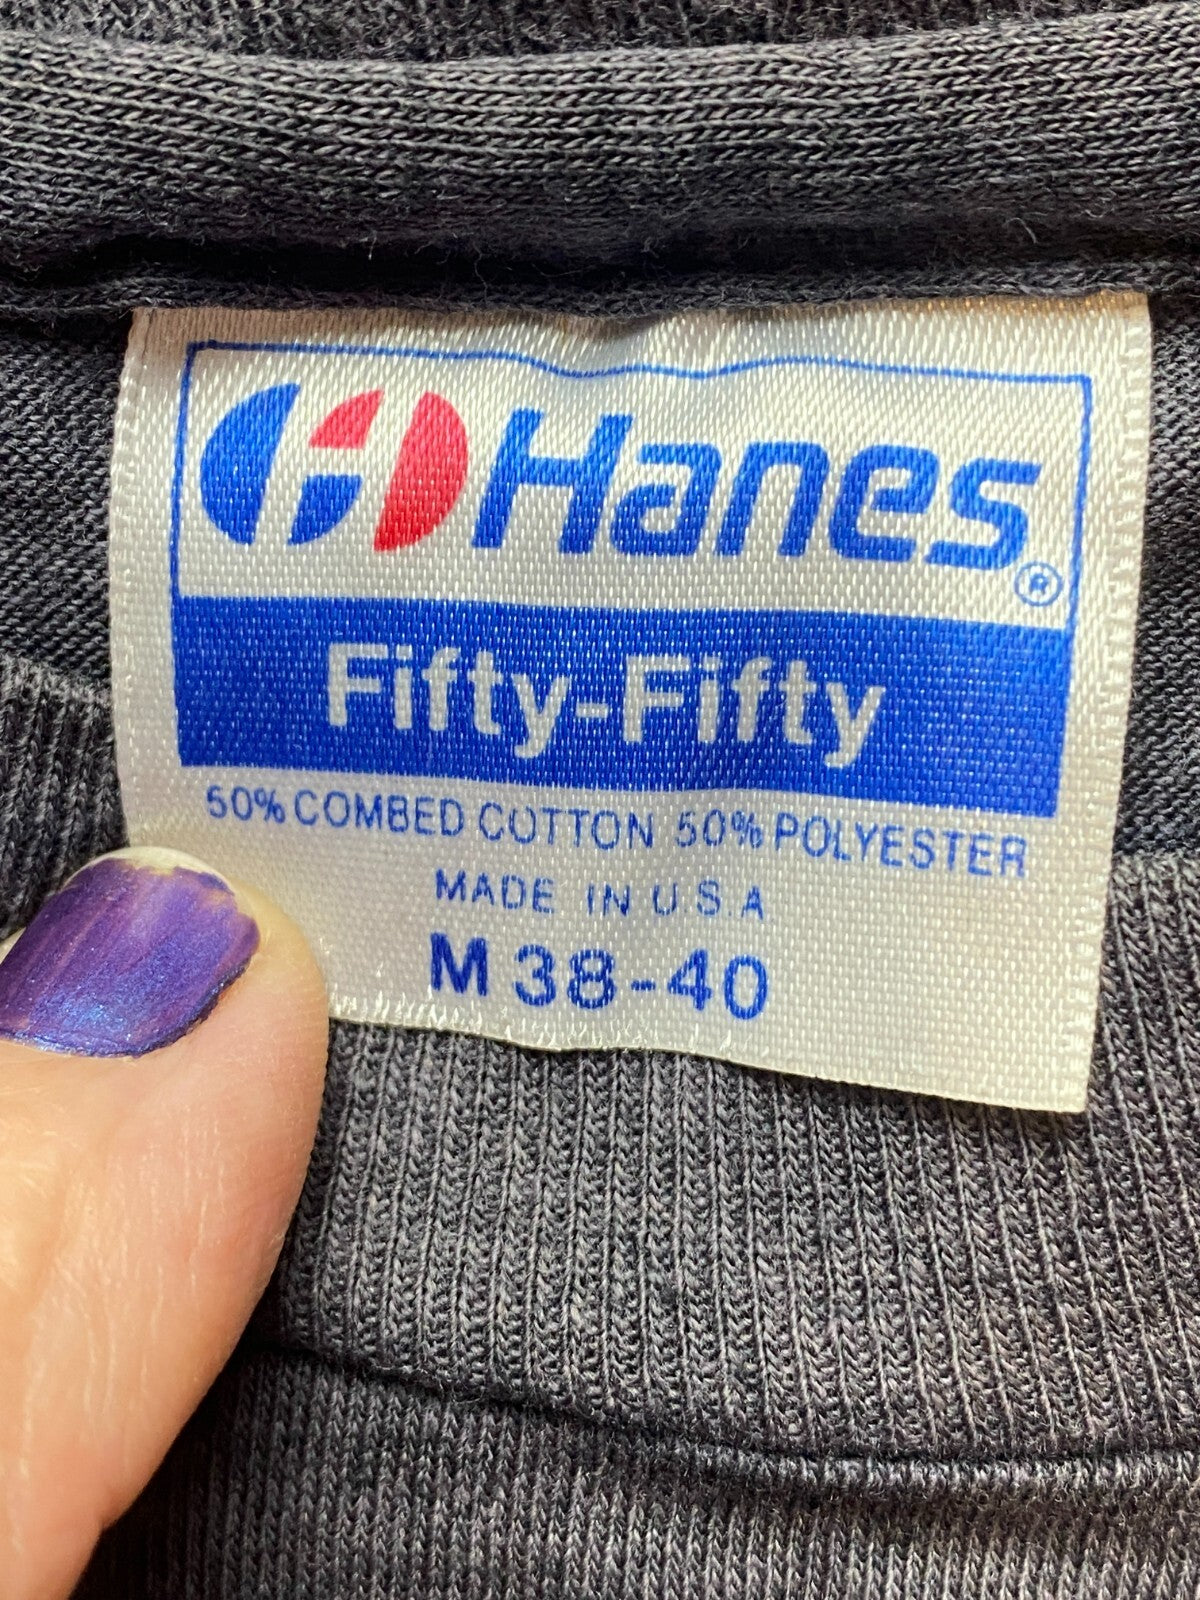 H Hanes®
Fifty-Fifty
50% COMBED COTTON 50% POLYESTER
MADE IN U.S.A.
M 38-40